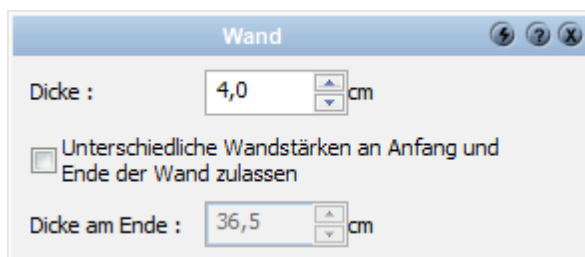 Wand
Dicke : 4,0 cm
Unterschiedliche Wandstärken an Anfang und
Ende der Wand zulassen
Dicke am Ende : 36,5 cm